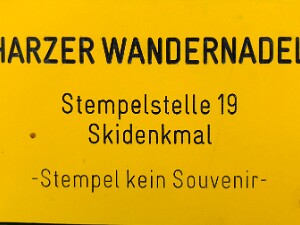 HARZER WANDERNADEL
Stempelstelle 19
Skidenkmal
-Stempel kein Souvenir-